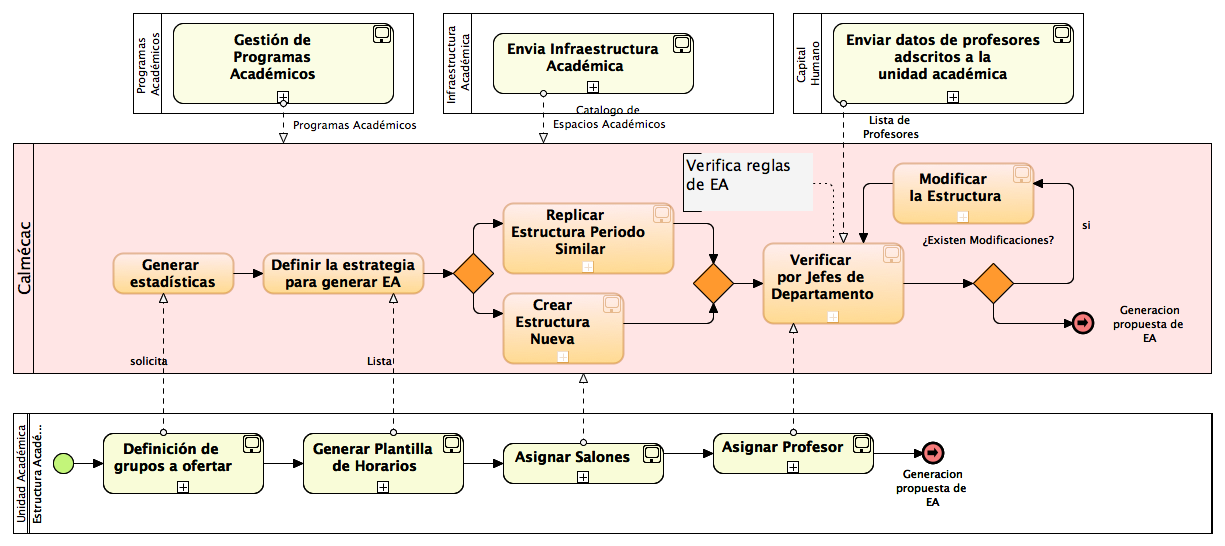 Programas
Académicos
Gestión de
Programas
Académicos
Infraestructura
Académica
Envia Infraestructura
Académica
Capital
Humano
Enviar datos de profesores
adscritos a la
unidad académica
Programas Académicos
Catalogo de
Espacios Académicos
Lista de
Profesores
Calmécac
Verifica reglas
de EA
Modificar
la Estructura
Replicar
Estructura Periodo
Similar
¿Existen Modificaciones?
si
Generar
estadísticas
Definir la estrategia
para generar EA
Verificar
por Jefes de
Departamento
Crear
Estructura
Nueva
Generacion
propuesta de
EA
solicita
Lista
Unidad Académica
Estructura Acadé...
Definición de
grupos a ofertar
Generar Plantilla
de Horarios
Asignar Salones
Asignar Profesor
Generacion
propuesta de
EA